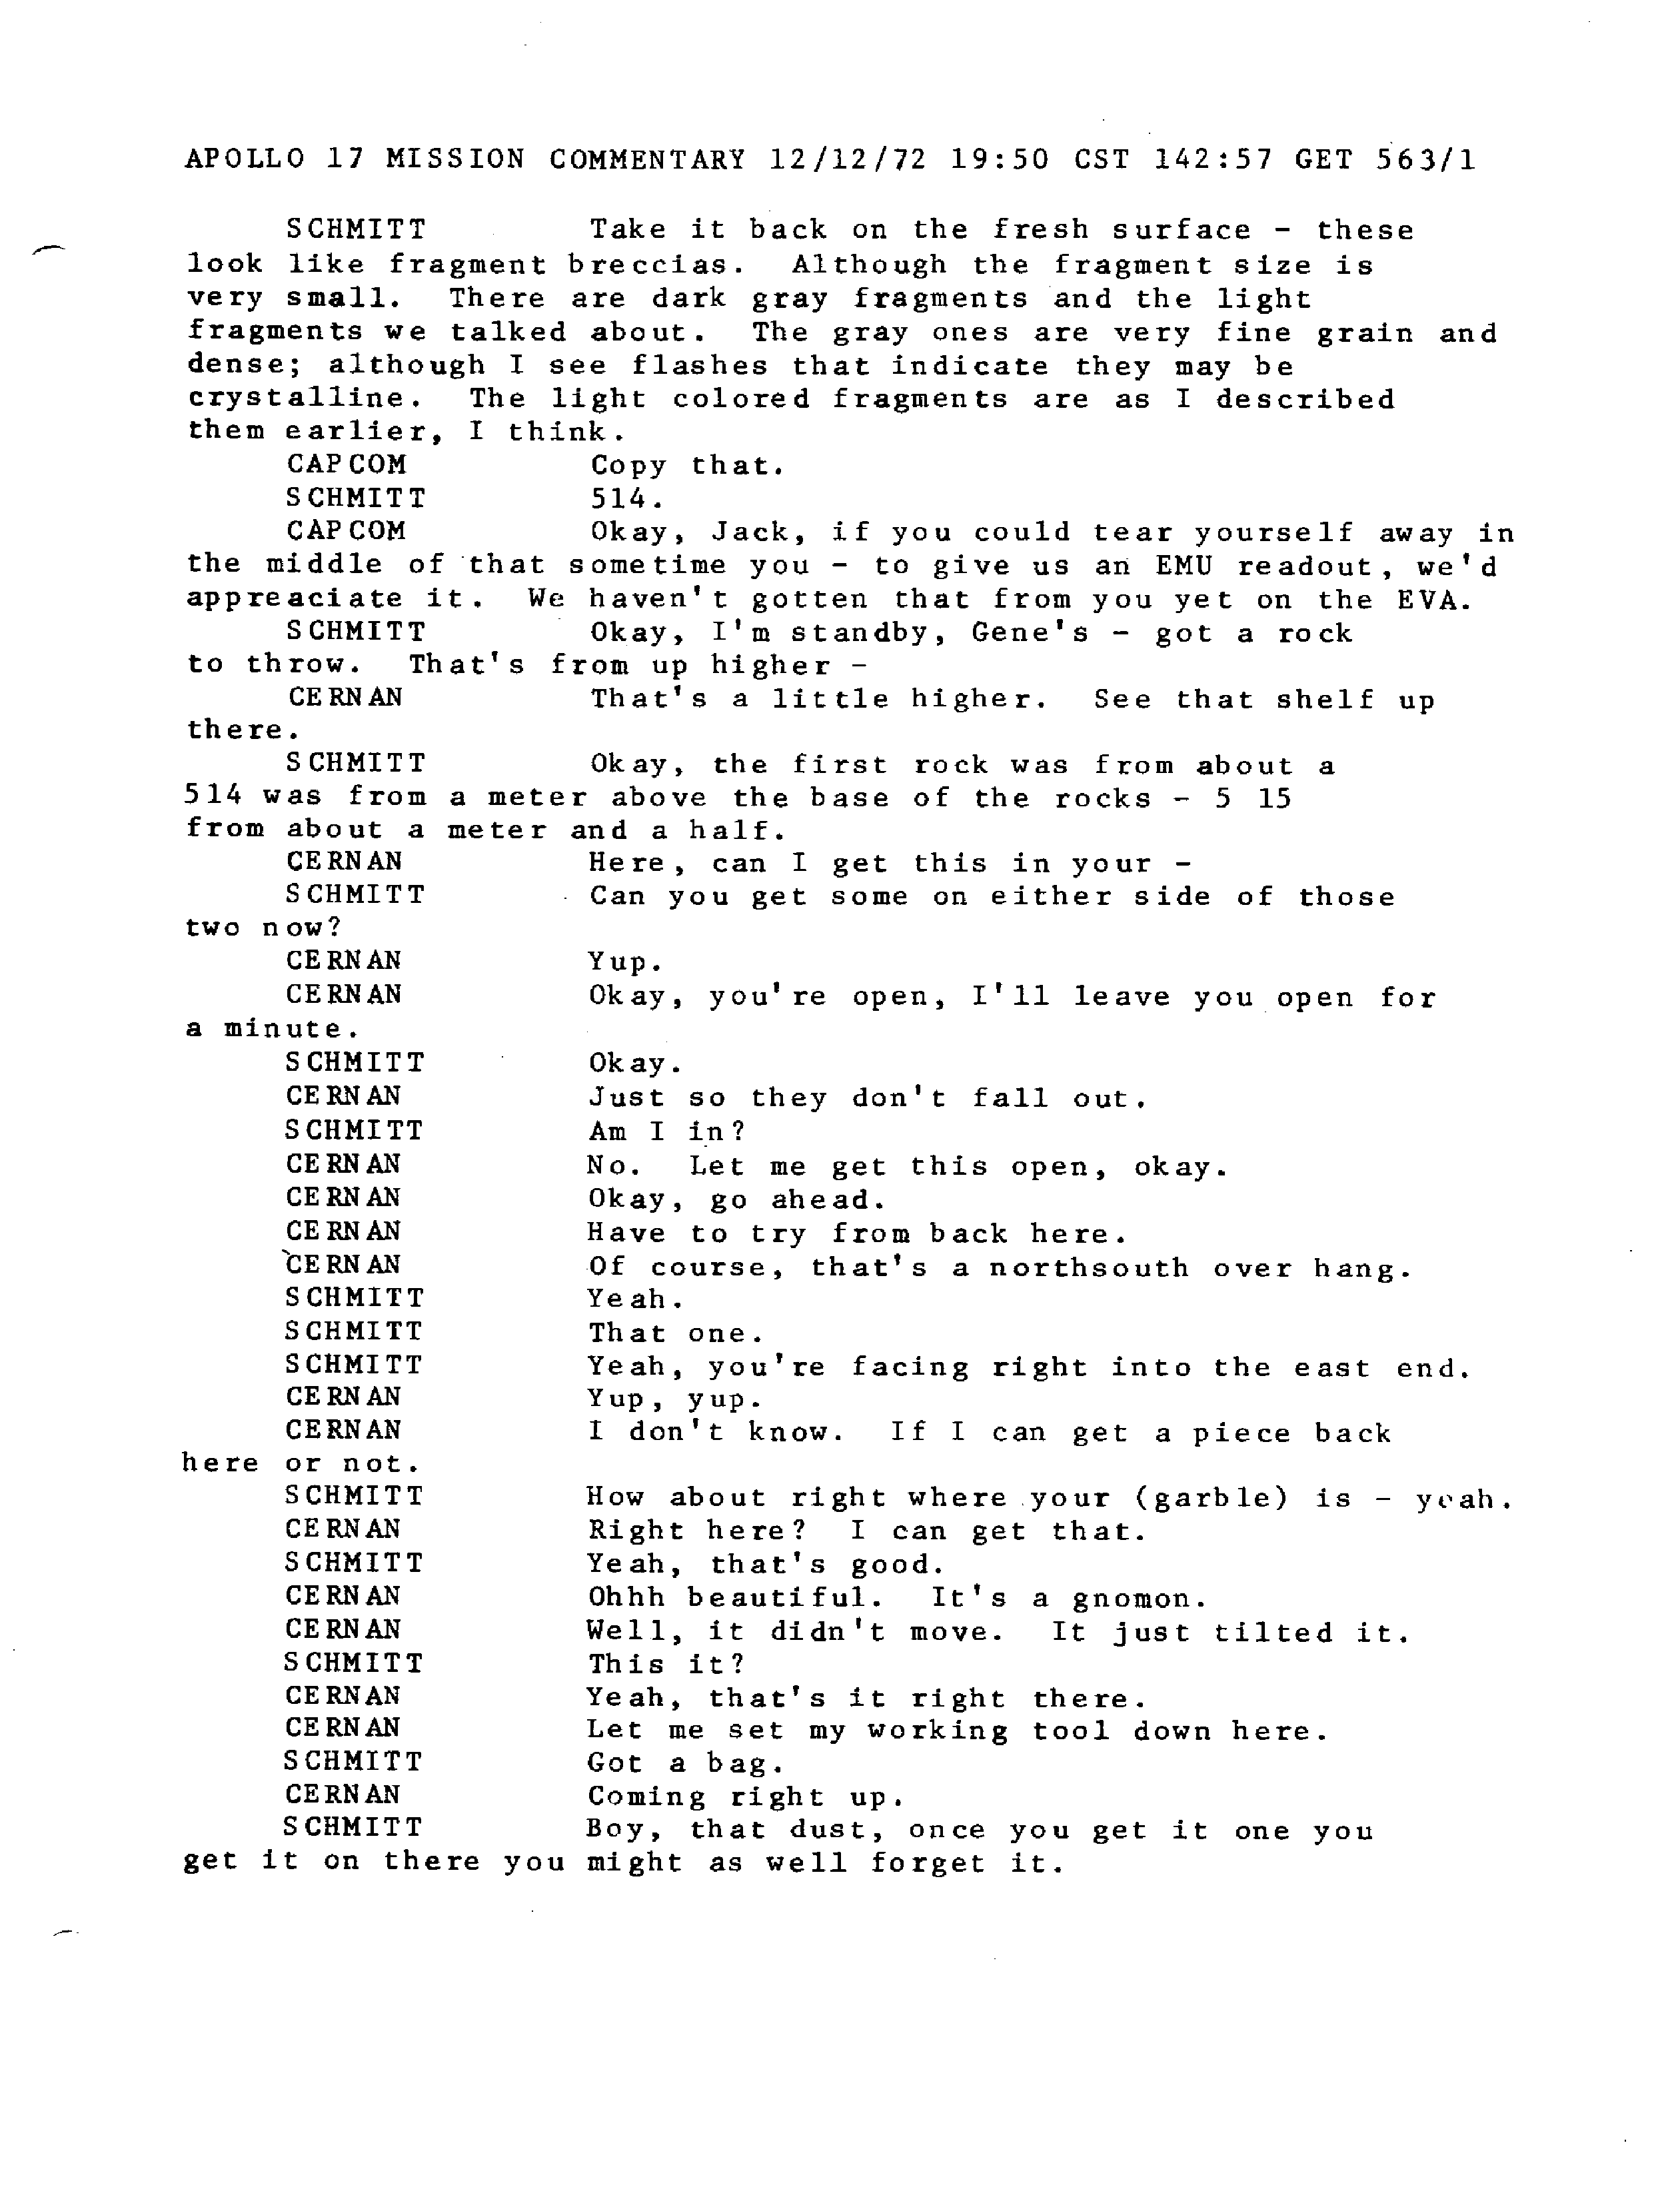 APOLLO 17 MISSION COMMENTARY 12/12/72 19:50 CST 142:57 GET 563/1
SCHMITT Take it back on the fresh surface - these
look like fragment breccias. Although the fragment size is
very small. There are dark gray fragments and the light
fragments we talked about. The gray ones are very fine grain and
dense; although I see flashes that indicate they may be
crystalline. The light colored fragments are as I described
them earlier, I think.
CAPCOM Copy that.
SCHMITT 514.
CAPCOM Okay, Jack, if you could tear yourself away in
the middle of that sometime you - to give us an EMU readout, we'd
appreaciate it. We haven't gotten that from you yet on the EVA.
SCHMITT Okay, I'm standby, Gene's - got a rock
to throw. That's from up higher -
CERNAN That's a little higher. See that shelf up
there.
SCHMITT Okay, the first rock was from about a
514 was from a meter above the base of the rocks - 5 15
from about a meter and a half.
CERNAN Here, can I get this in your -
SCHMITT Can you get some on either side of those
two now?
CERNAN Yup.
CERNAN Okay, you're open, I'll leave you open for
a minute.
SCHMITT Okay.
CERNAN Just so they don't fall out.
SCHMITT Am I in?
CERNAN No. Let me get this open, okay.
CERNAN Okay, go ahead.
CERNAN Have to try from back here.
CERNAN Of course, that's a northsouth over hang.
SCHMITT Yeah.
SCHMITT That one.
SCHMITT Yeah, you're facing right into the east end.
CERNAN Yup, yup.
CERNAN I don't know. If I can get a piece back
here or not.
SCHMITT How about right where your (garble) is - yeah.
CERNAN Right here? I can get that.
SCHMITT Yeah, that's good.
CERNAN Ohhh beautiful. It's a gnomon.
CERNAN Well, it didn't move. It just tilted it.
SCHMITT This it?
CERNAN Yeah, that's it right there.
CERNAN Let me set my working tool down here.
SCHMITT Got a bag.
CERNAN Coming right up.
SCHMITT Boy, that dust, once you get it one you
get it on there you might as well forget it.